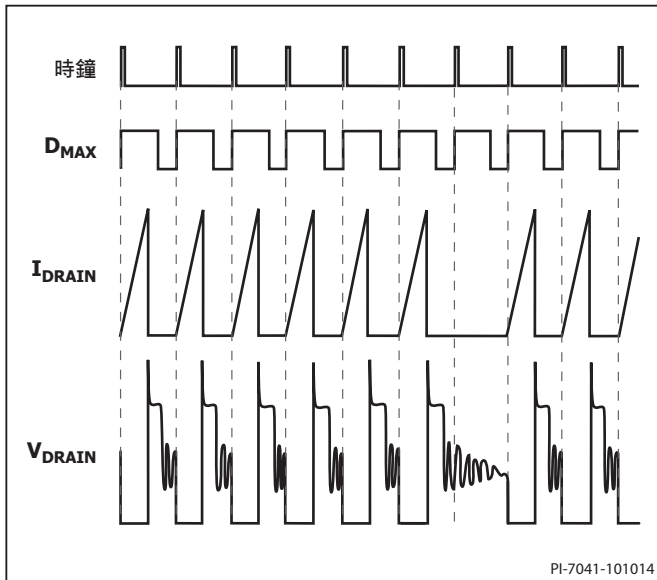 時鐘
DMAX
IDRAIN
VDRAIN
PI-7041-101014